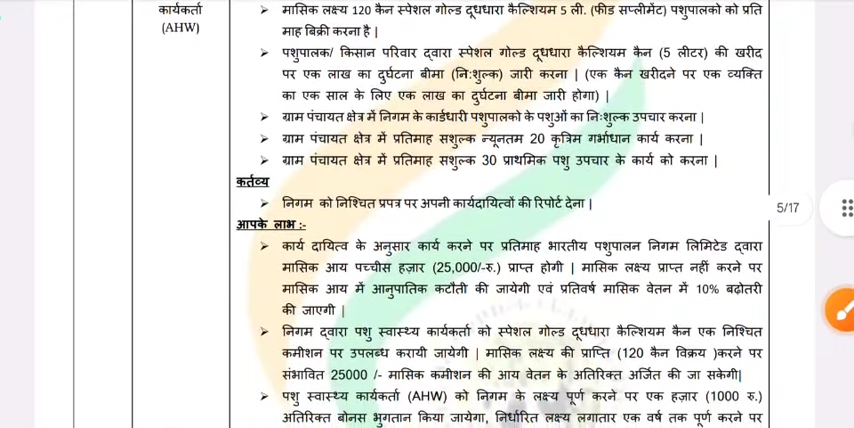 कार्यकर्ता
(AHW)
➢ मासिक लक्ष्य 120 कैन स्पेशल गोल्ड दूधधारा कैल्शियम 5 ली. (फीड सप्लीमेंट) पशुपालको को प्रति
माह बिक्री करना है |
➢ पशुपालक/ किसान परिवार द्वारा स्पेशल गोल्ड दूधधारा कैल्शियम कैन (5 लीटर) की खरीद
पर एक लाख का दुर्घटना बीमा (नि:शुल्क) जारी करना | (एक कैन खरीदने पर एक व्यक्ति
का एक साल के लिए एक लाख का दुर्घटना बीमा जारी होगा) |
➢ ग्राम पंचायत क्षेत्र में निगम के कार्डधारी पशुपालको के पशुओं का निःशुल्क उपचार करना |
➢ ग्राम पंचायत क्षेत्र में प्रतिमाह सशुल्क न्यूनतम 20 कृत्रिम गर्भाधान कार्य करना |
➢ ग्राम पंचायत क्षेत्र में प्रतिमाह सशुल्क 30 प्राथमिक पशु उपचार के कार्य को करना |
कर्तव्य
➢ निगम को निश्चित प्रपत्र पर अपनी कार्यदायित्वों की रिपोर्ट देना |
5/17
आपके लाभ :-
➢ कार्य दायित्व के अनुसार कार्य करने पर प्रतिमाह भारतीय पशुपालन निगम लिमिटेड द्वारा
मासिक आय पच्चीस हज़ार (25,000/-रु.) प्राप्त होगी | मासिक लक्ष्य प्राप्त नहीं करने पर
मासिक आय में आनुपातिक कटौती की जायेगी एवं प्रतिवर्ष मासिक वेतन में 10% बढ़ोतरी
की जाएगी |
➢ निगम द्वारा पशु स्वास्थ्य कार्यकर्ता को स्पेशल गोल्ड दूधधारा कैल्शियम कैन एक निश्चित
कमीशन पर उपलब्ध करायी जायेगी | मासिक लक्ष्य की प्राप्ति (120 कैन विक्रय )करने पर
संभावित 25000 /- मासिक कमीशन की आय वेतन के अतिरिक्त अर्जित की जा सकेगी|
➢ पशु स्वास्थ्य कार्यकर्ता (AHW) को निगम के लक्ष्य पूर्ण करने पर एक हज़ार (1000 रु.)
अतिरिक्त बोनस भुगतान किया जायेगा, निर्धारित लक्ष्य लगातार एक वर्ष तक पूर्ण करने पर